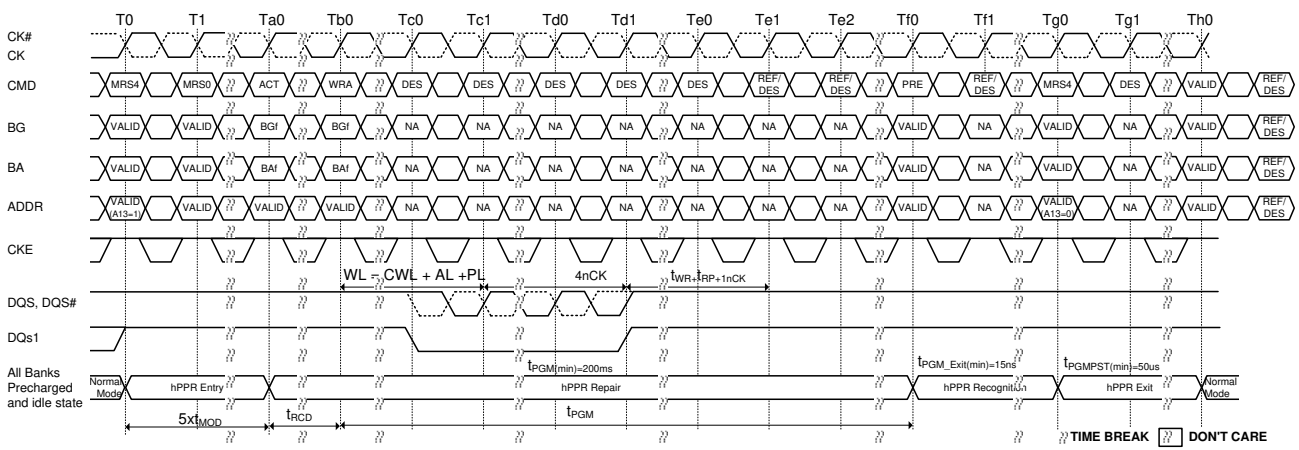 T0 T1 Ta0 Tb0 Tc0 Tc1 Td0 Td1 Te0 Te1 Te2 Tf0 Tf1 Tg0 Tg1 Th0
CK#
CK
CMD MRS4 MRS0 ACT WRA DES DES DES DES DES REF/DES REF/DES PRE REF/DES MRS4 DES VALID REF/DES
BG VALID VALID BGf BGf NA NA NA NA NA NA NA VALID NA VALID NA VALID REF/DES
BA VALID VALID BAf BAf NA NA NA NA NA NA NA VALID NA VALID NA VALID REF/DES
ADDR VALID (A13=1) VALID VALID VALID NA NA NA NA NA NA NA VALID NA VALID (A13=0) NA VALID REF/DES
CKE
WL = CWL + AL +PL 4nCK tWR+tRP+1nCK
DQS, DQS#
DQs1
tPGM(min)=200ms tPGM_Exit(min)=15ns tPGMPST(min)=50us
All Banks
Precharged
and idle state
Normal Mode hPPR Entry hPPR Repair hPPR Recognition hPPR Exit Normal Mode
5xtMOD tRCD tPGM
TIME BREAK DON'T CARE